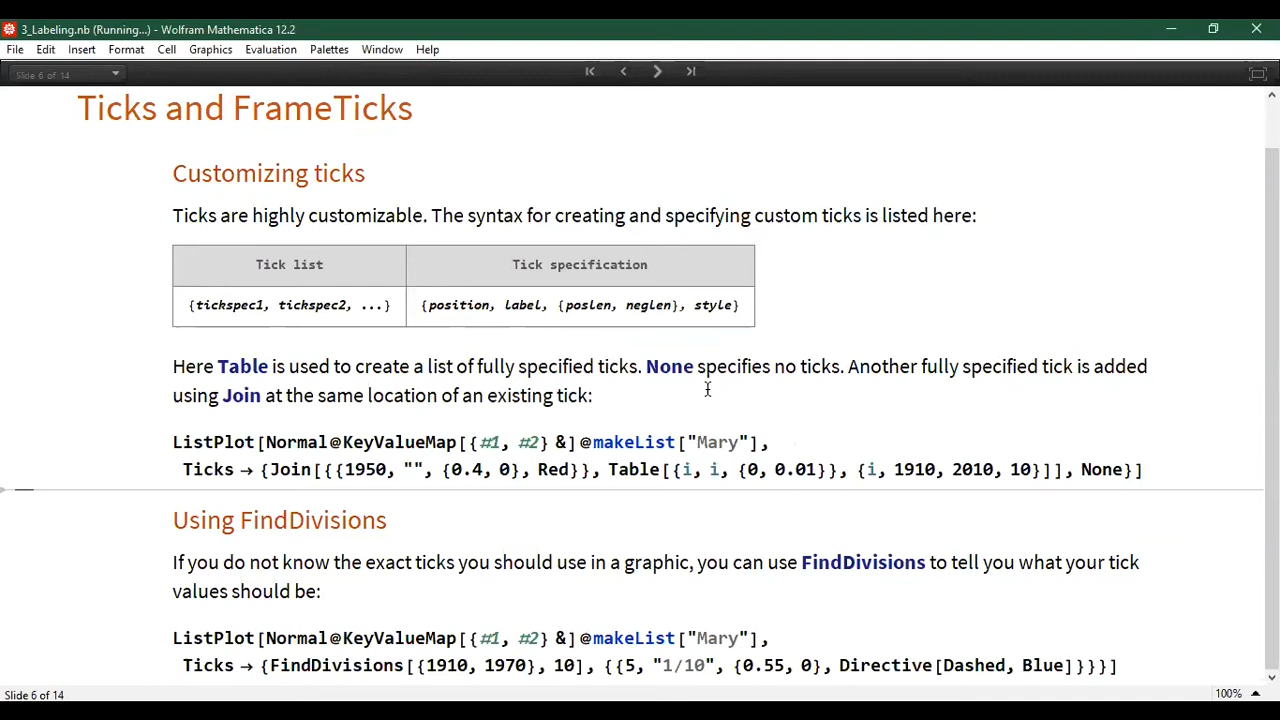 3_Labeling.nb (Running...) - Wolfram Mathematica 12.2
File Edit Insert Format Cell Graphics Evaluation Palettes Window Help
Slide 6 of 14
Ticks and FrameTicks
Customizing ticks
Ticks are highly customizable. The syntax for creating and specifying custom ticks is listed here:
Tick list Tick specification
{tickspec1, tickspec2, ...} {position, label, {poslen, neglen}, style}
Here Table is used to create a list of fully specified ticks. None specifies no ticks. Another fully specified tick is added
using Join at the same location of an existing tick:
ListPlot[Normal@KeyValueMap[{#1, #2} &]@makeList["Mary"],
Ticks → {Join[{{1950, "", {0.4, 0}, Red}}, Table[{i, i, {0, 0.01}}, {i, 1910, 2010, 10}]], None}]
Using FindDivisions
If you do not know the exact ticks you should use in a graphic, you can use FindDivisions to tell you what your tick
values should be:
ListPlot[Normal@KeyValueMap[{#1, #2} &]@makeList["Mary"],
Ticks → {FindDivisions[{1910, 1970}, 10], {{5, "1/10", {0.55, 0}, Directive[Dashed, Blue]}}}]
Slide 6 of 14
100%